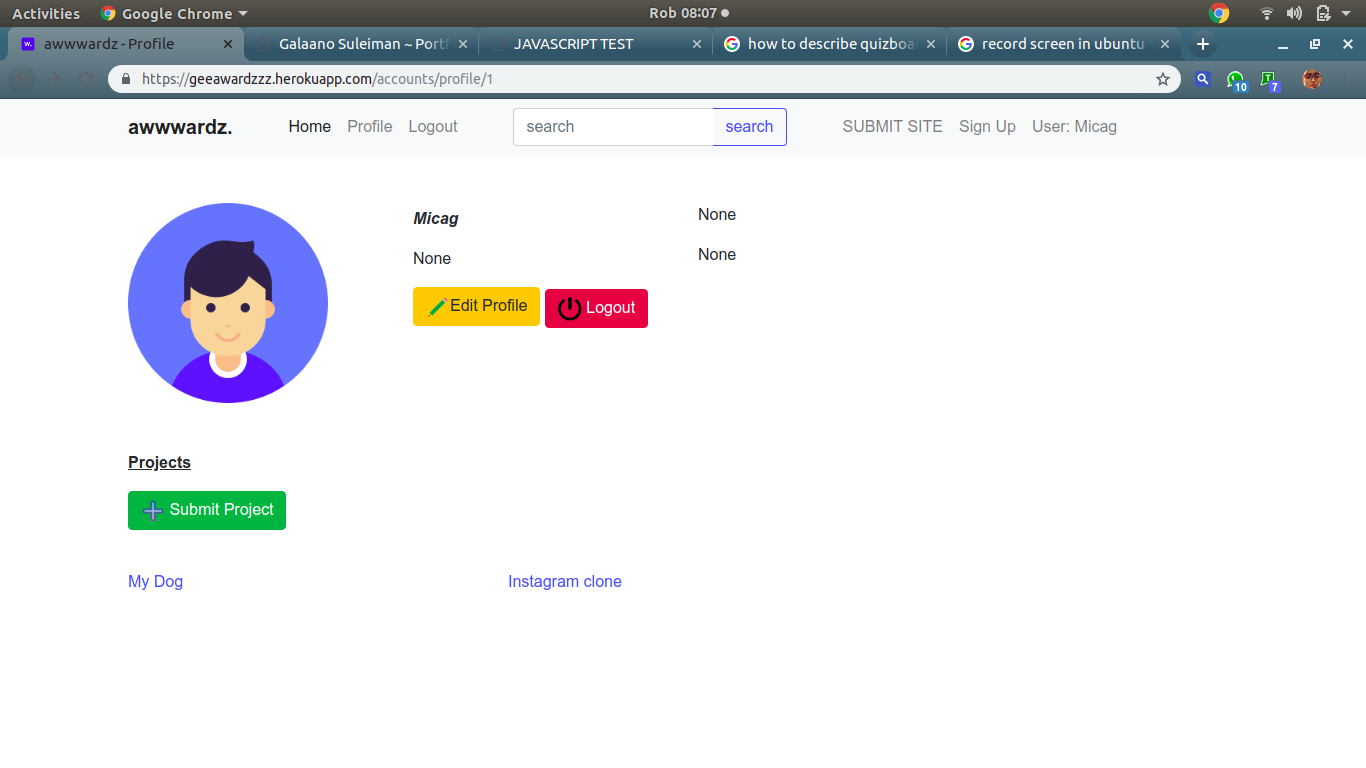 Activities Google Chrome Rob 08:07
awwwardz - Profile Galaano Suleiman ~ Port JAVASCRIPT TEST how to describe quizboa record screen in ubuntu
https://geeawardzzz.herokuapp.com/accounts/profile/1 10 T 7
awwwardz. Home Profile Logout search search SUBMIT SITE Sign Up User: Micag
Micag None
None None
Edit Profile Logout
Projects
Submit Project
My Dog Instagram clone